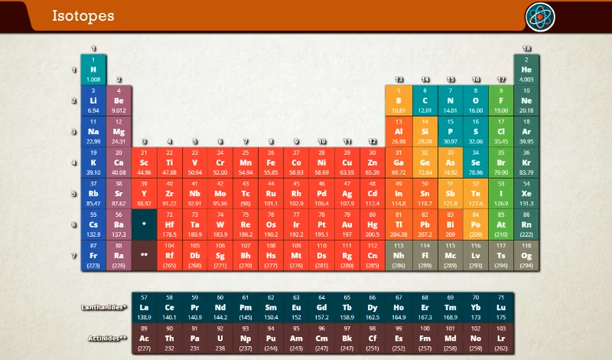 Isotopes
1 18
1 2
1 H He
1.008 4.003
2 13 14 15 16 17
3 4 5 6 7 8 9 10
2 Li Be B C N O F Ne
6.94 9.012 10.81 12.01 14.01 16.00 19.00 20.18
11 12 13 14 15 16 17 18
3 Na Mg Al Si P S Cl Ar
22.99 24.31 26.98 28.09 30.97 32.06 35.45 39.95
3 4 5 6 7 8 9 10 11 12
19 20 21 22 23 24 25 26 27 28 29 30 31 32 33 34 35 36
4 K Ca Sc Ti V Cr Mn Fe Co Ni Cu Zn Ga Ge As Se Br Kr
39.10 40.08 44.96 47.88 50.94 52.00 54.94 55.85 58.93 58.69 63.55 65.39 69.72 72.64 74.92 78.96 79.90 83.79
37 38 39 40 41 42 43 44 45 46 47 48 49 50 51 52 53 54
5 Rb Sr Y Zr Nb Mo Tc Ru Rh Pd Ag Cd In Sn Sb Te I Xe
85.47 87.62 88.92 91.22 92.91 95.96 (98) 101.1 102.9 106.4 107.9 112.4 114.8 118.7 121.8 127.6 126.9 131.3
55 56 72 73 74 75 76 77 78 79 80 81 82 83 84 85 86
6 Cs Ba * Hf Ta W Re Os Ir Pt Au Hg Tl Pb Bi Po At Rn
132.9 137.3 178.5 180.9 183.9 186.2 190.2 192.2 195.1 197 200.5 204.38 207.2 209 (209) (210) (222)
87 88 104 105 106 107 108 109 110 111 112 113 114 115 116 117 118
7 Fr Ra ** Rf Db Sg Bh Hs Mt Ds Rg Cn Nh Fl Mc Lv Ts Og
(223) (226) (265) (268) (271) (270) (277) (276) (281) (280) (285) (286) (289) (289) (293) (294) (294)
57 58 59 60 61 62 63 64 65 66 67 68 69 70 71
Lanthanides* La Ce Pr Nd Pm Sm Eu Gd Tb Dy Ho Er Tm Yb Lu
138.9 140.1 140.9 144.2 (145) 150.4 152 157.2 158.9 162.5 164.9 167.3 168.9 173 175
89 90 91 92 93 94 95 96 97 98 99 100 101 102 103
Actinides** Ac Th Pa U Np Pu Am Cm Bk Cf Es Fm Md No Lr
(227) 232 231 238 (237) (244) (243) (247) (247) (251) (252) (257) (258) (259) (262)